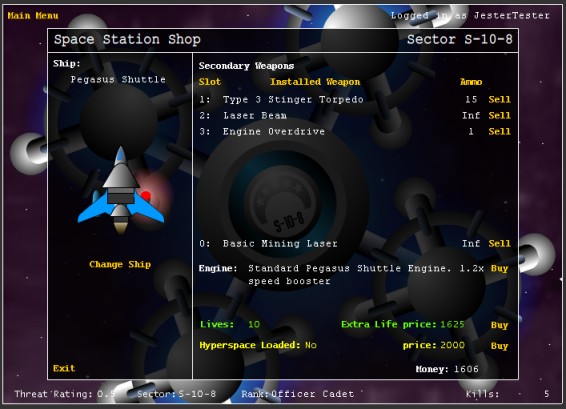 Main Menu Logged in as JesterTester
Space Station Shop Sector S-10-8
Ship:
Pegasus Shuttle
Secondary Weapons
Slot Installed Weapon Ammo
1: Type 3 Stinger Torpedo 15 Sell
2: Laser Beam Inf Sell
3: Engine Overdrive 1 Sell
S-10-8
0: Basic Mining Laser Inf Sell
Change Ship
Engine: Standard Pegasus Shuttle Engine. 1.2x Buy
speed booster
Lives: 10 Extra Life price: 1625 Buy
Hyperspace Loaded: No price: 2000 Buy
Exit Money: 1606
Threat Rating: 0.5 Sector: S-10-8 Rank: Officer Cadet Kills: 5